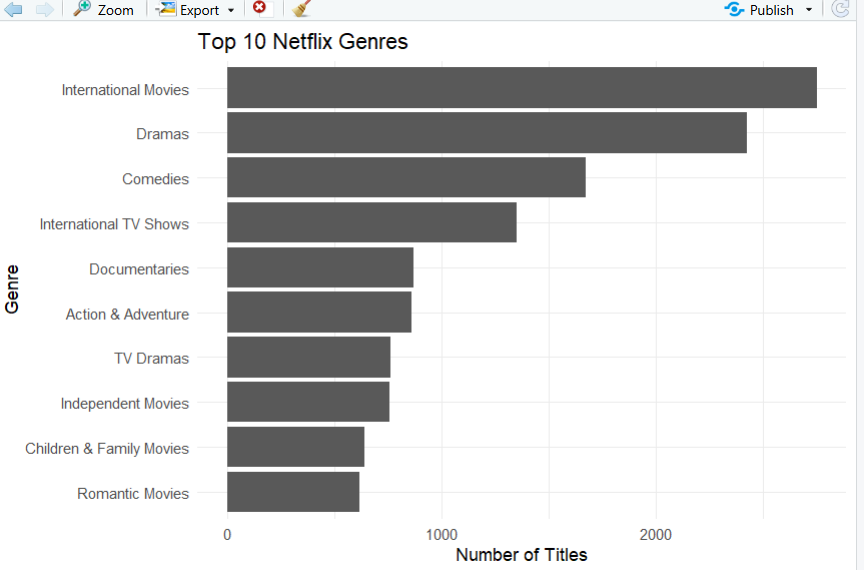 Zoom Export Publish
Top 10 Netflix Genres
International Movies
Dramas
Comedies
International TV Shows
Documentaries
Action & Adventure
TV Dramas
Independent Movies
Children & Family Movies
Romantic Movies
Genre
0 1000 2000
Number of Titles